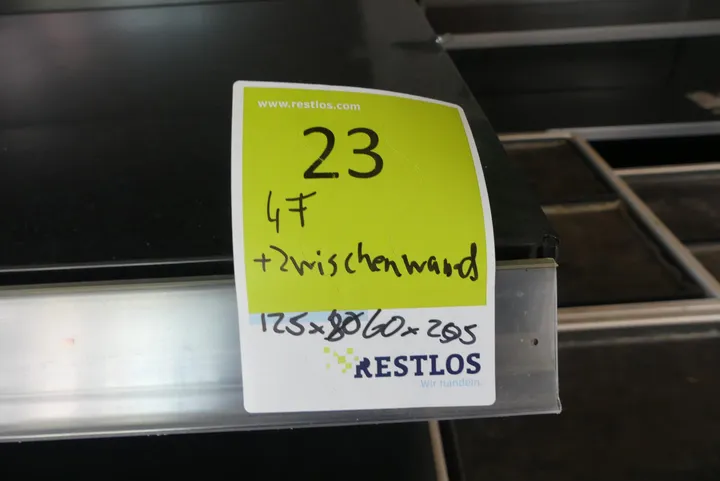 www.restlos.com
23
4F
+Zwischenwand
125x60x205
RESTLOS
Wir handeln.